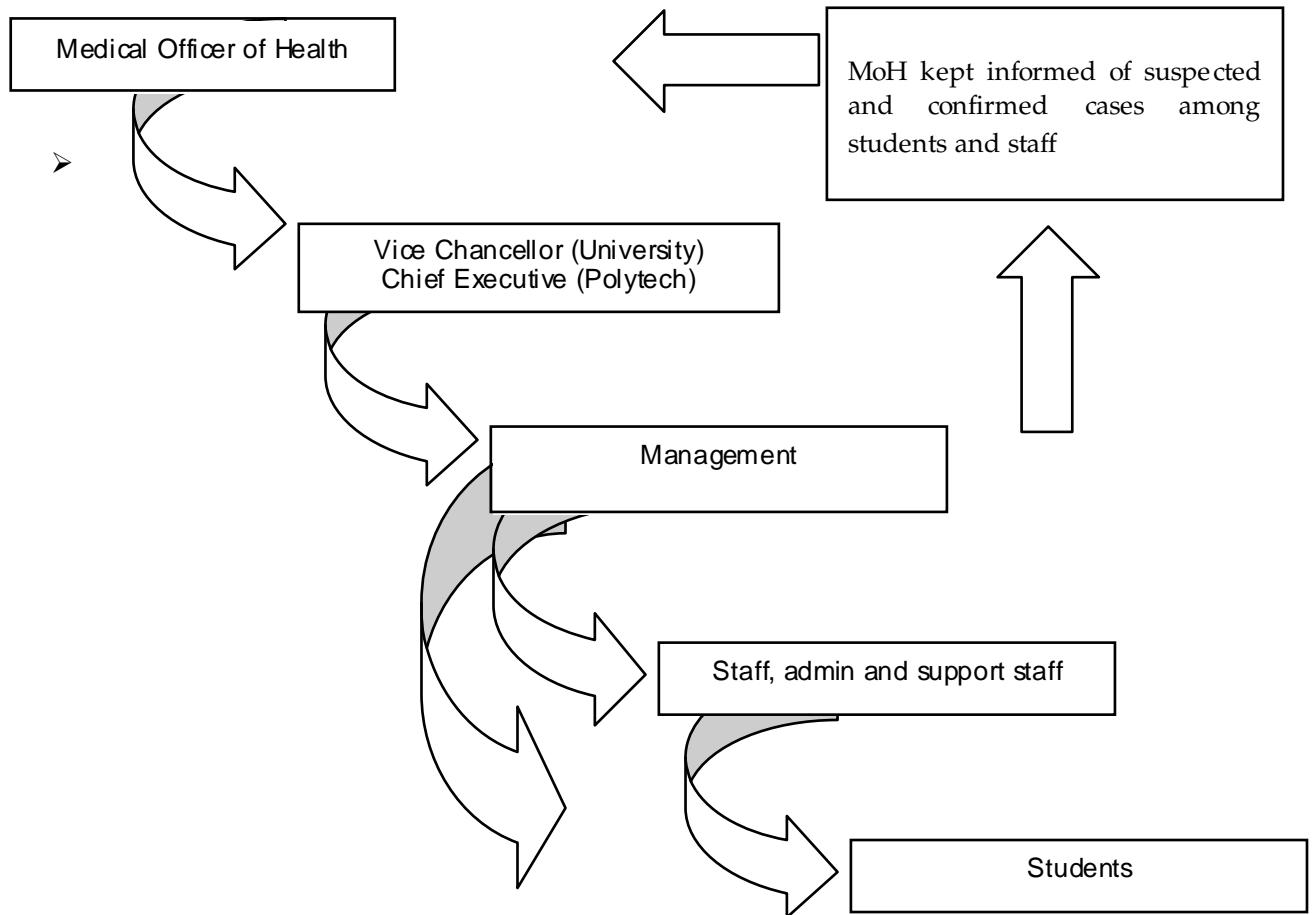 Medical Officer of Health
MoH kept informed of suspected
and confirmed cases among
students and staff
Vice Chancellor (University)
Chief Executive (Polytech)
Management
Staff, admin and support staff
Students